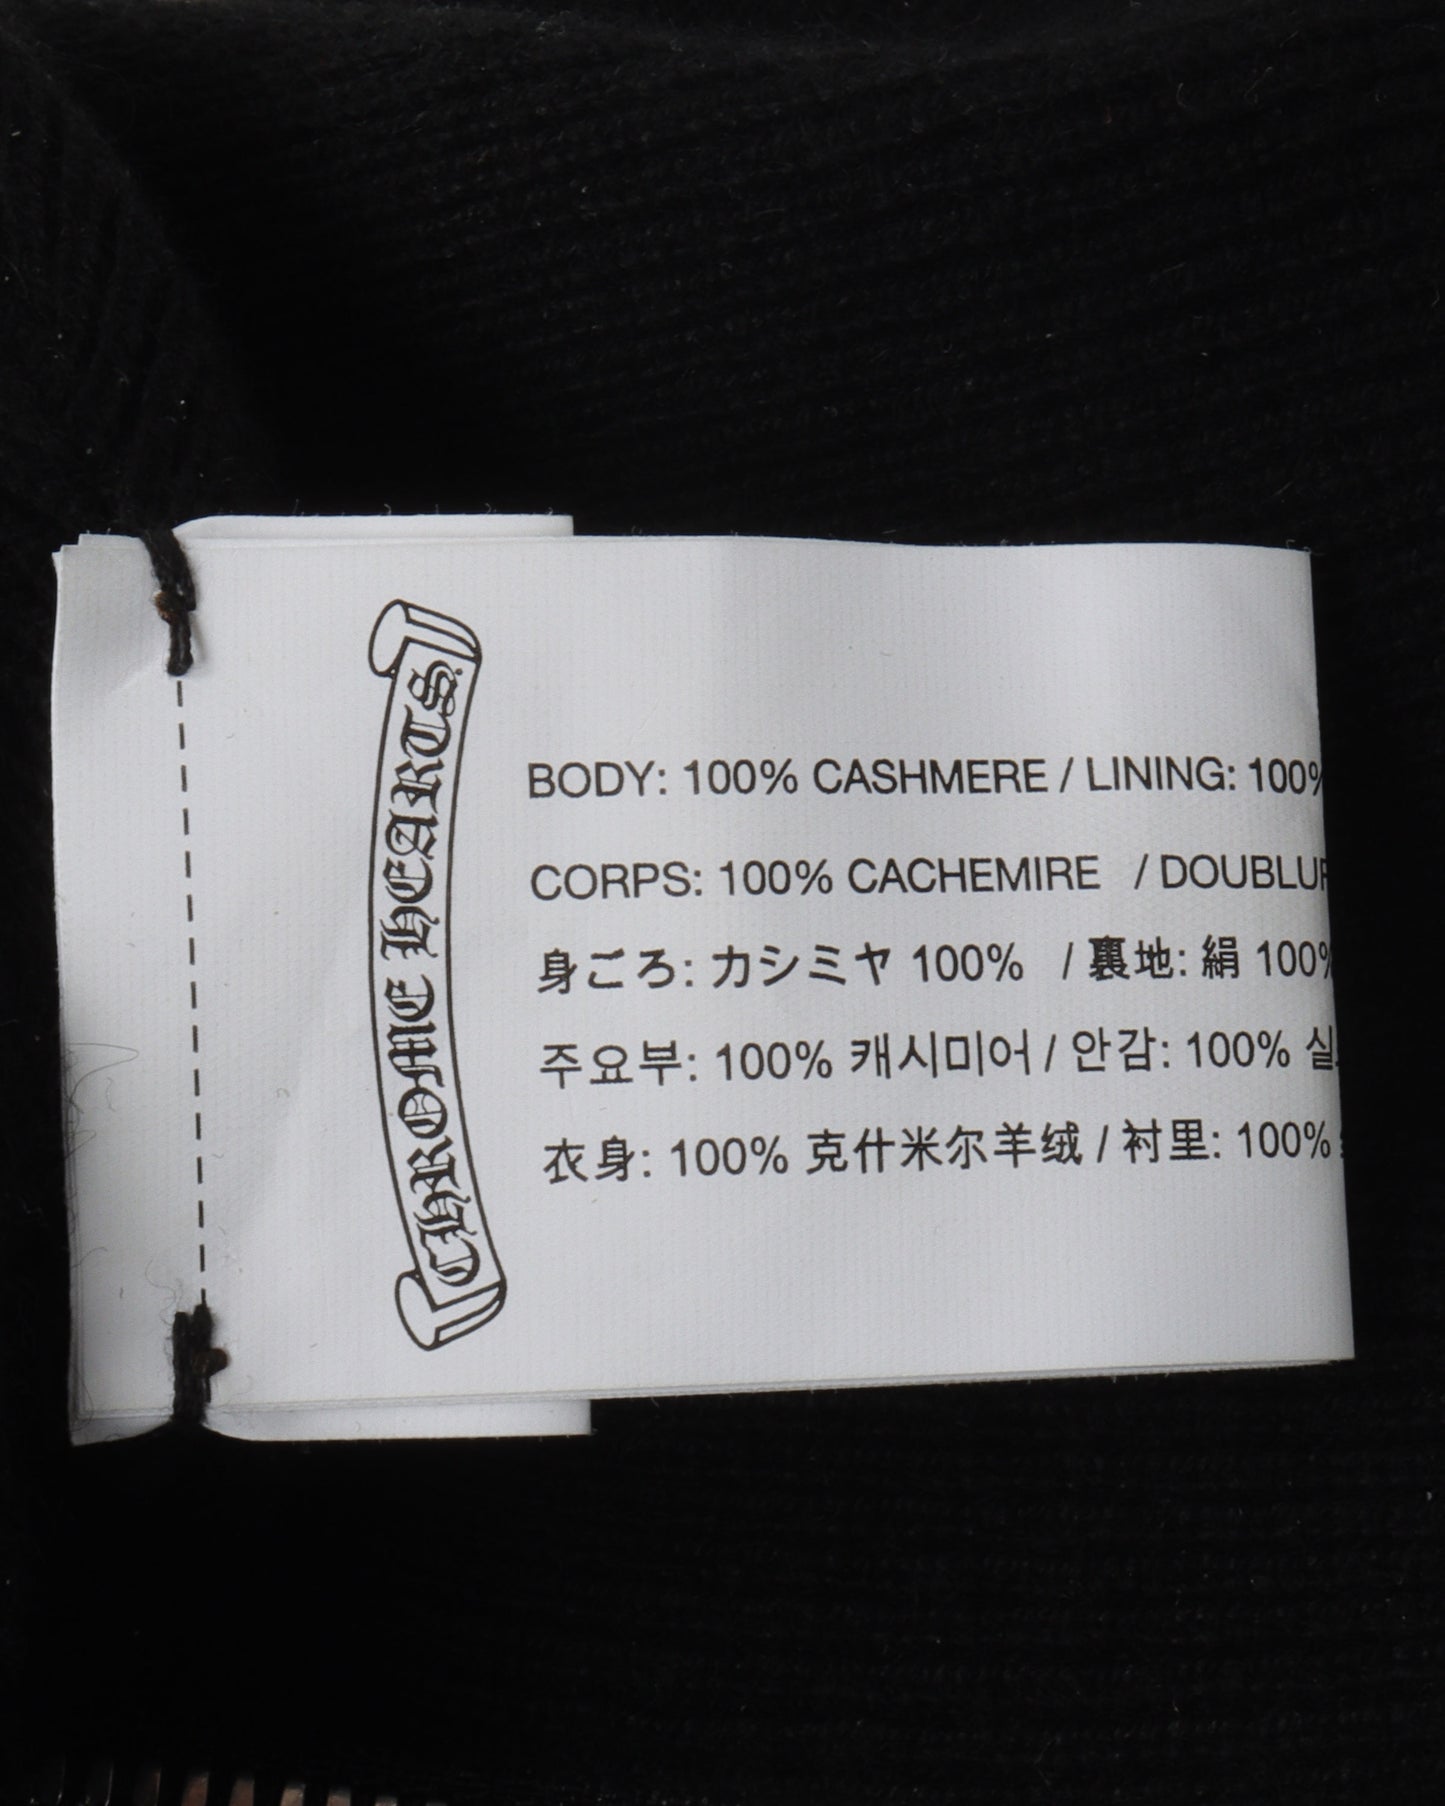 CHROME HEARTS
BODY: 100% CASHMERE / LINING: 100%
CORPS: 100% CACHEMIRE / DOUBLUR
身ごろ: カシミヤ 100% / 裏地: 絹 100%
주요부: 100% 캐시미어 / 안감: 100% 실
衣身: 100% 克什米尔羊绒 / 衬里: 100%